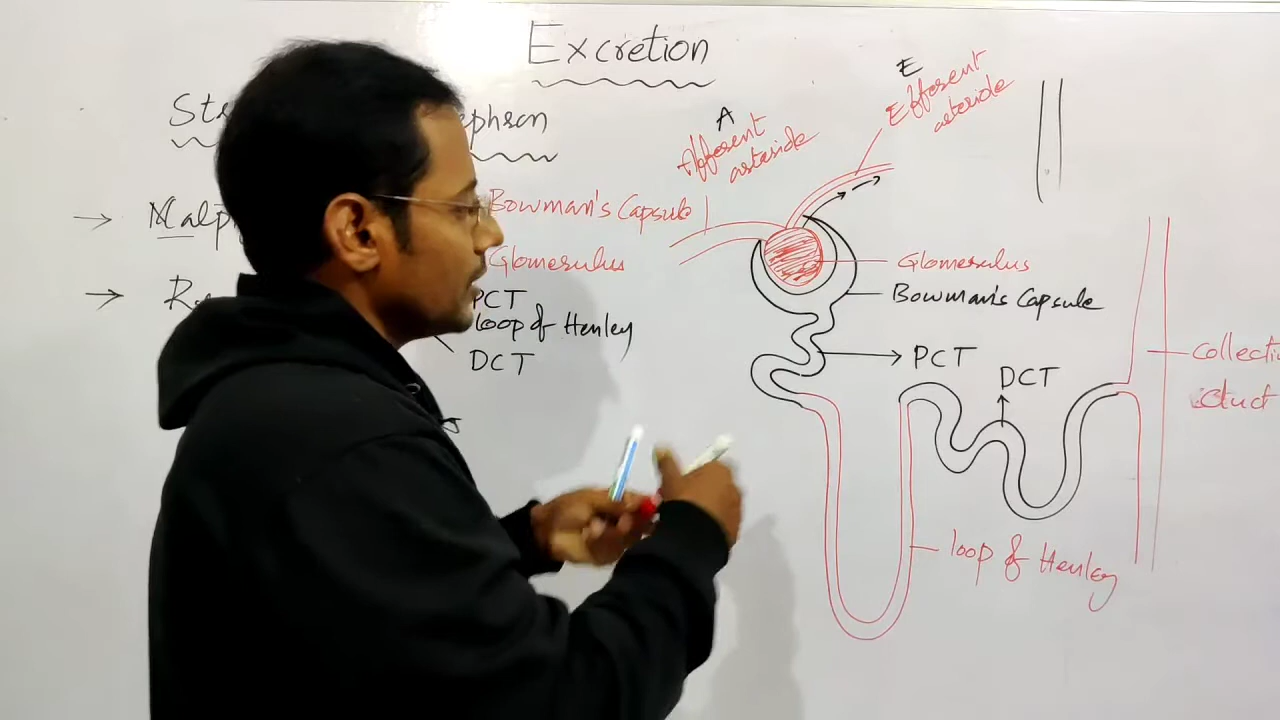 Excretion
E
Efferent
arteriole
A
Afferent
arteriole
Bowman's Capsule
Glomerulus
PCT
loop of Henley
DCT
Glomerulus
Bowman's Capsule
PCT
DCT
duct
loop of Henley